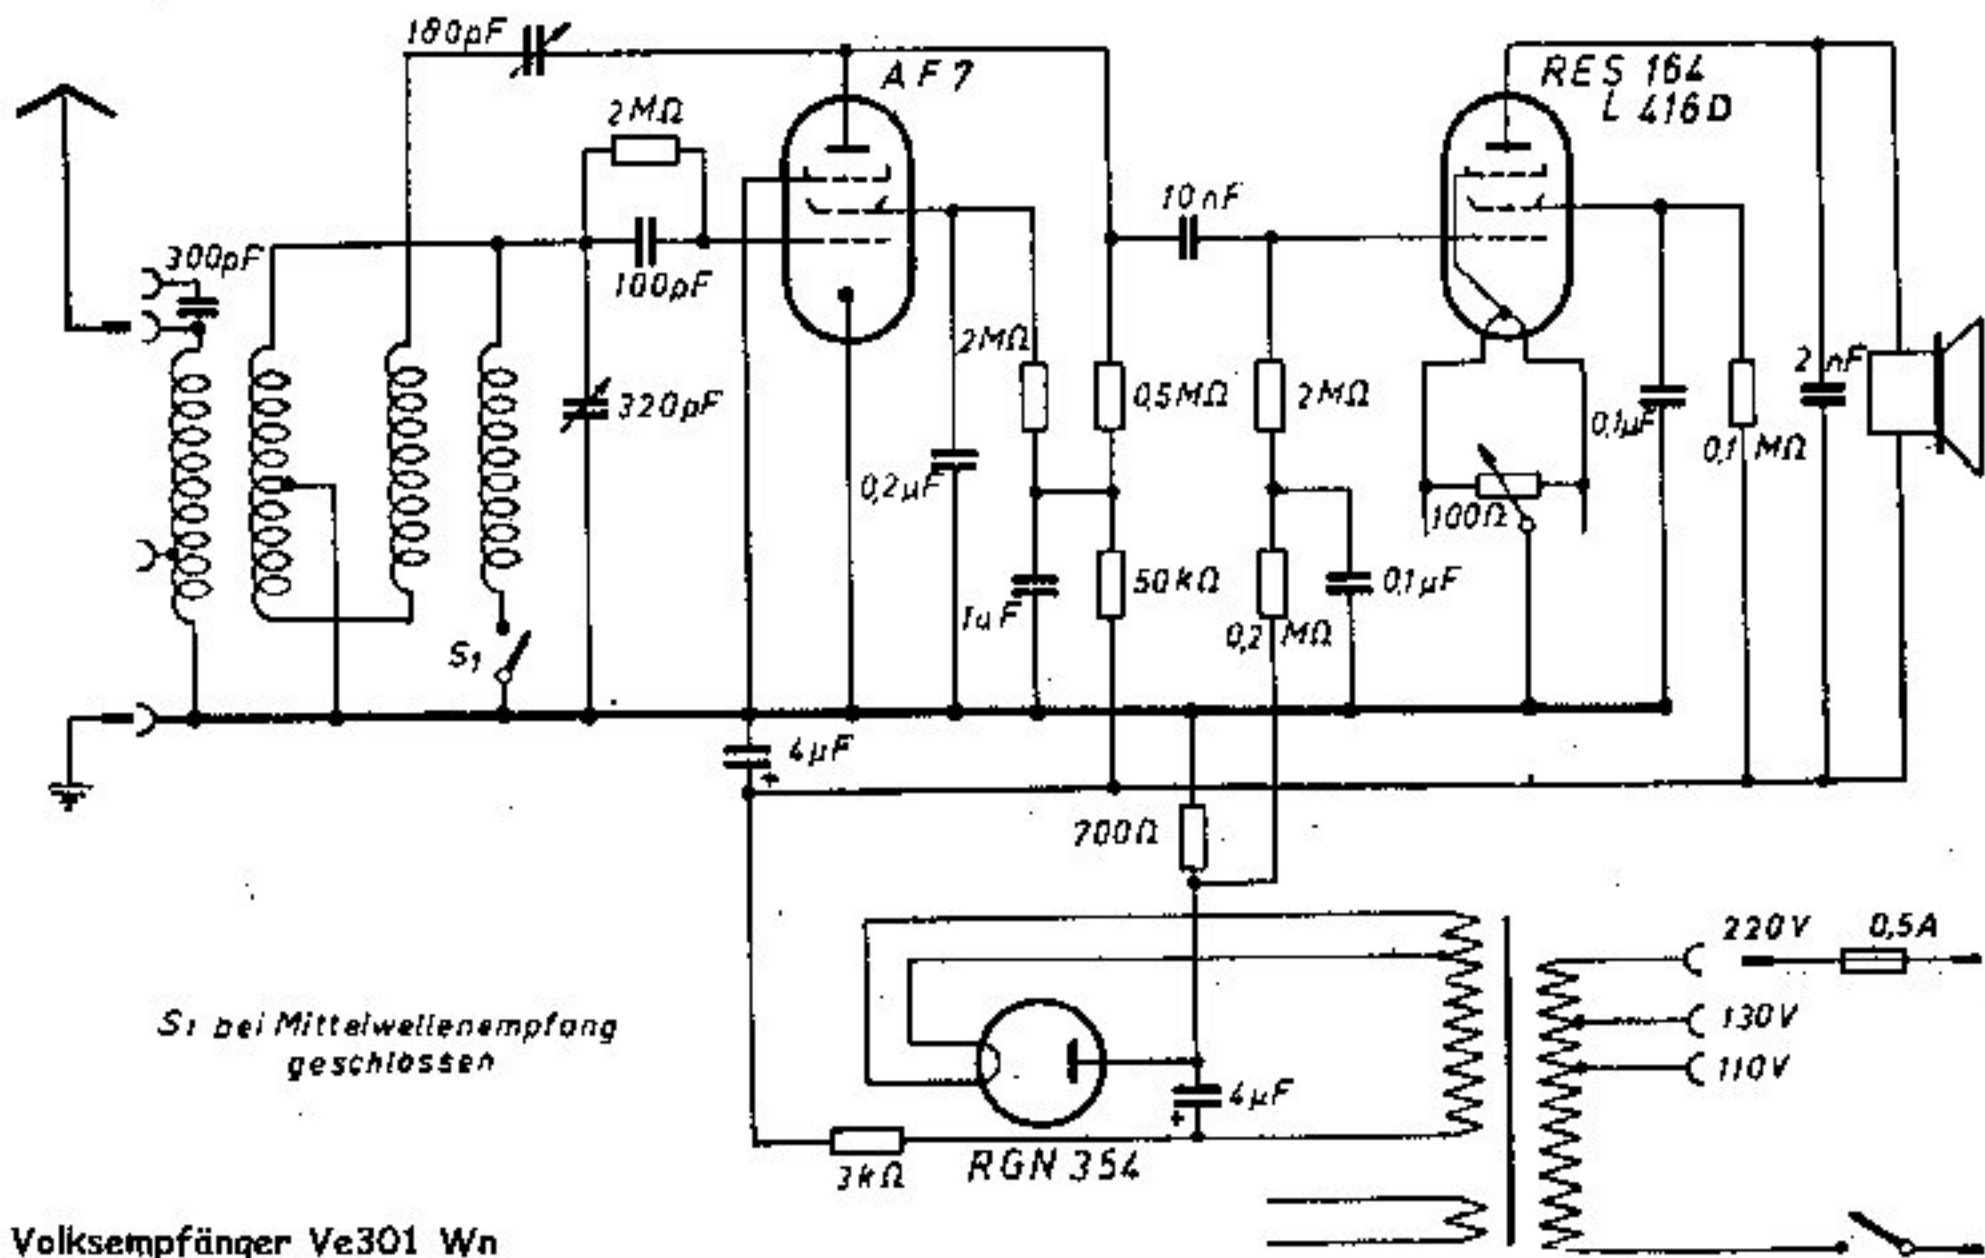 180pF
AF7
RES 164
L 416D
2MΩ
10nF
300pF
100pF
2MΩ
320pF
0,5MΩ
2MΩ
0,1µF
2nF
0,1 MΩ
0,2µF
100Ω
50kΩ
0,1µF
1µF
0,2 MΩ
S1
4µF
+
700Ω
220V
0,5A
130V
110V
S1 bei Mittelwellenempfang
geschlossen
4µF
+
3kΩ
RGN 354
Volksempfänger Ve301 Wn